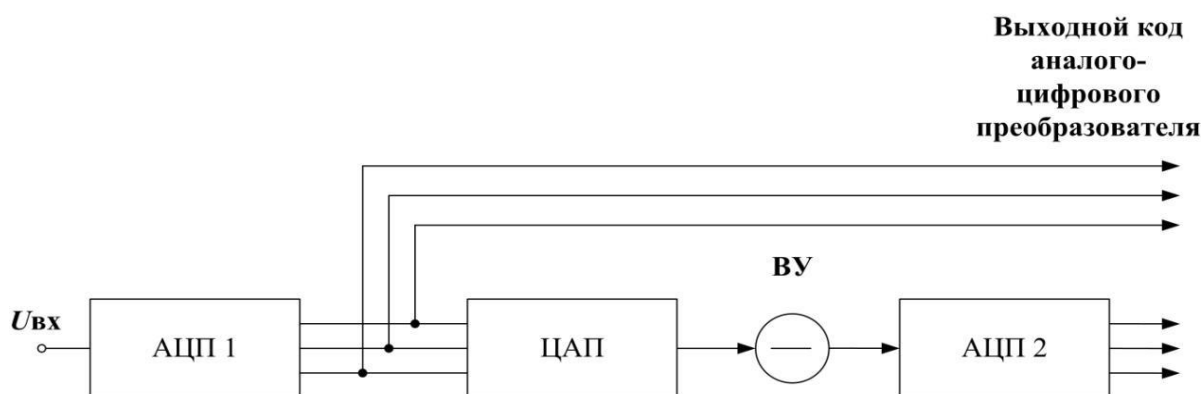 Выходной код
аналого-
цифрового
преобразователя
ВУ
Uвх
АЦП 1
ЦАП
АЦП 2